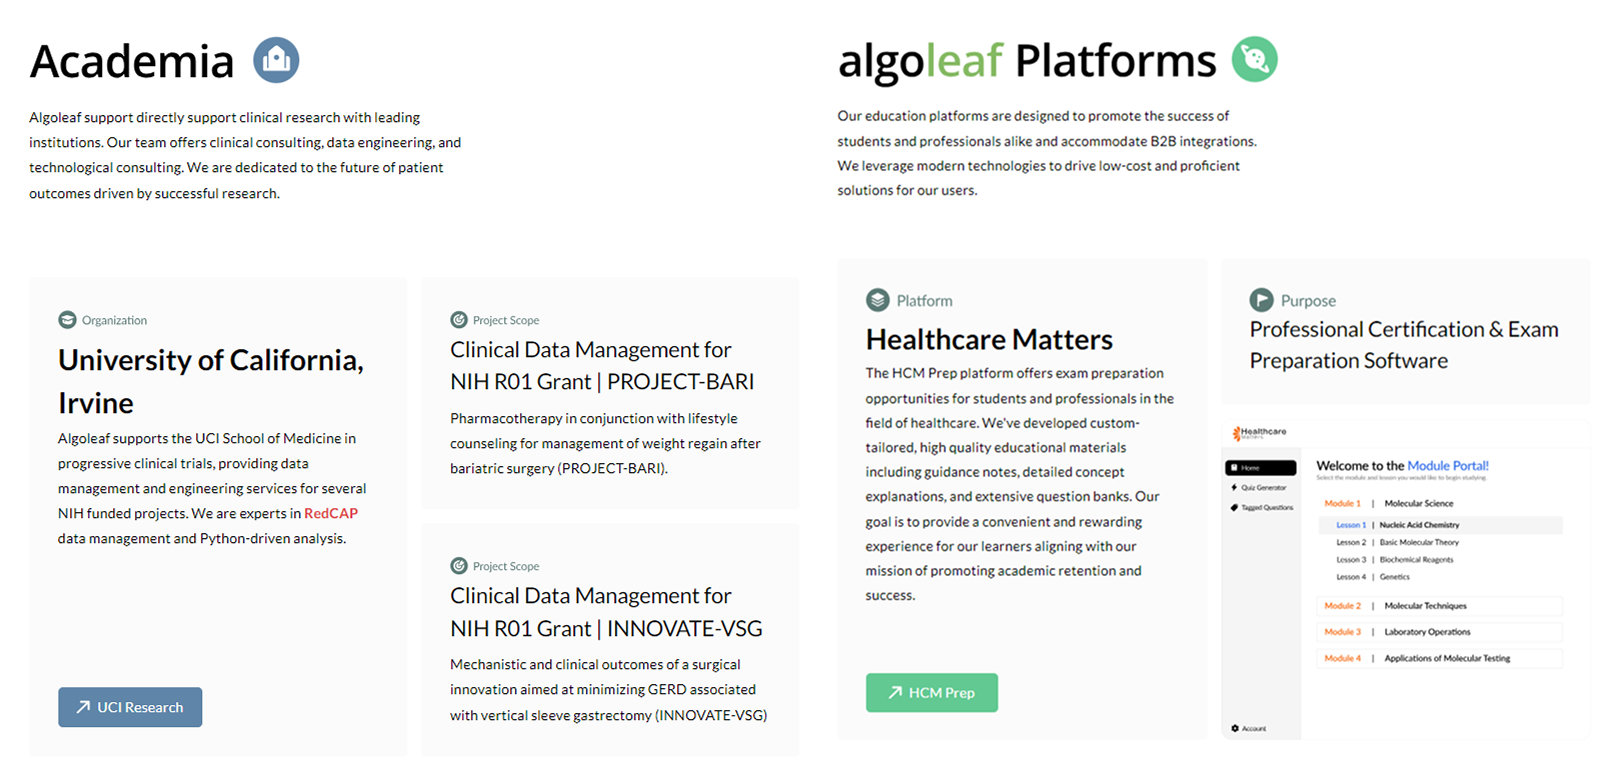 Academia
Algoleaf support directly support clinical research with leading
institutions. Our team offers clinical consulting, data engineering, and
technological consulting. We are dedicated to the future of patient
outcomes driven by successful research.
Organization
University of California,
Irvine
Algoleaf supports the UCI School of Medicine in
progressive clinical trials, providing data
management and engineering services for several
NIH funded projects. We are experts in RedCAP
data management and Python-driven analysis.
UCI Research
Project Scope
Clinical Data Management for
NIH R01 Grant | PROJECT-BARI
Pharmacotherapy in conjunction with lifestyle
counseling for management of weight regain after
bariatric surgery (PROJECT-BARI).
Project Scope
Clinical Data Management for
NIH R01 Grant | INNOVATE-VSG
Mechanistic and clinical outcomes of a surgical
innovation aimed at minimizing GERD associated
with vertical sleeve gastrectomy (INNOVATE-VSG)
algoleaf Platforms
Our education platforms are designed to promote the success of
students and professionals alike and accommodate B2B integrations.
We leverage modern technologies to drive low-cost and proficient
solutions for our users.
Platform
Healthcare Matters
The HCM Prep platform offers exam preparation
opportunities for students and professionals in the
field of healthcare. We've developed custom-
tailored, high quality educational materials
including guidance notes, detailed concept
explanations, and extensive question banks. Our
goal is to provide a convenient and rewarding
experience for our learners aligning with our
mission of promoting academic retention and
success.
HCM Prep
Purpose
Professional Certification & Exam
Preparation Software
Healthcare
Matters
Home
Quiz Generator
Tagged Questions
Account
Welcome to the Module Portal!
Select the module and lesson you would like to begin studying.
Module 1 | Molecular Science
Lesson 1 | Nucleic Acid Chemistry
Lesson 2 | Basic Molecular Theory
Lesson 3 | Biochemical Reagents
Lesson 4 | Genetics
Module 2 | Molecular Techniques
Module 3 | Laboratory Operations
Module 4 | Applications of Molecular Testing